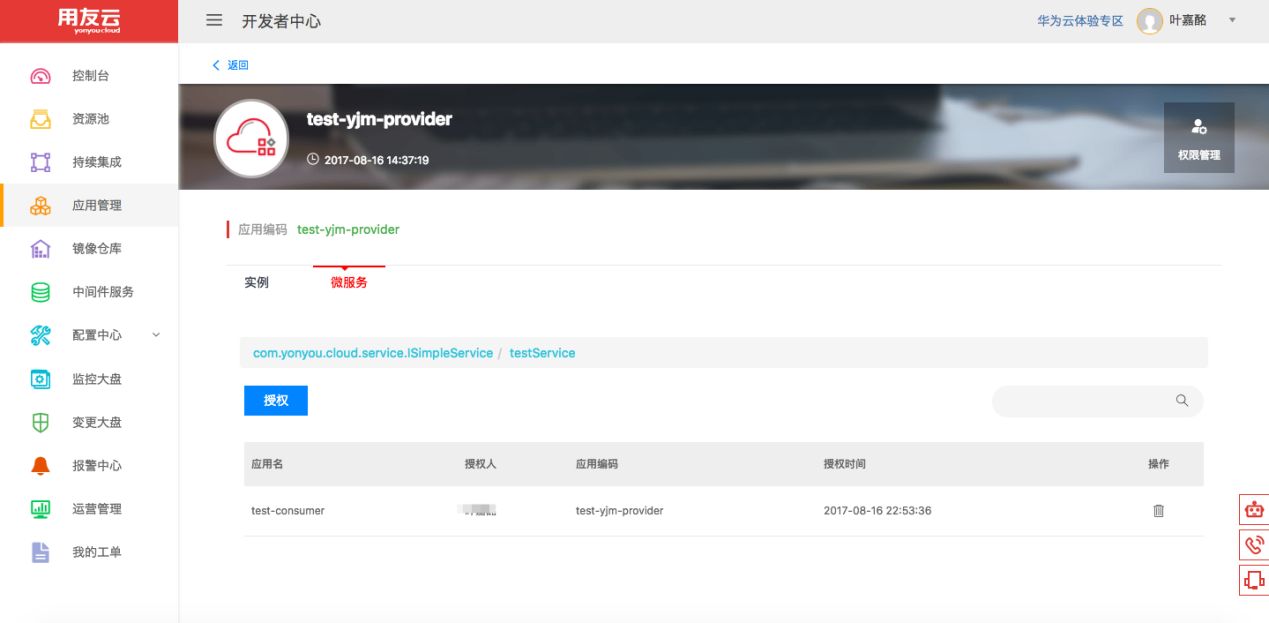 用友云
yonyou cloud
开发者中心
华为云体验专区
叶嘉酩
控制台
资源池
持续集成
应用管理
镜像仓库
中间件服务
配置中心
监控大盘
变更大盘
报警中心
运营管理
我的工单
返回
test-yjm-provider
2017-08-16 14:37:19
权限管理
应用编码 test-yjm-provider
实例 微服务
com.yonyou.cloud.service.ISimpleService / testService
授权
应用名 授权人 应用编码 授权时间 操作
test-consumer test-yjm-provider 2017-08-16 22:53:36